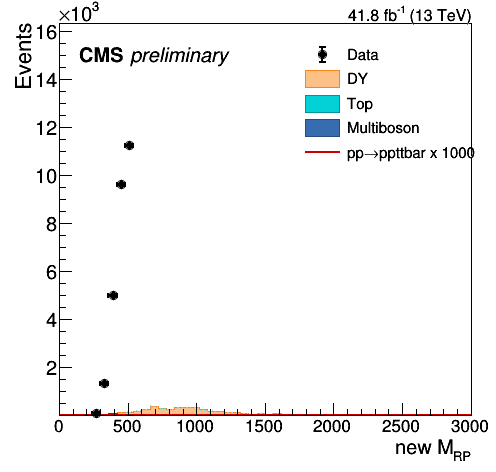 ×10³
41.8 fb⁻¹ (13 TeV)
Events
CMS preliminary
Data
DY
Top
Multiboson
pp→ppttbar x 1000
16
14
12
10
8
6
4
2
0 500 1000 1500 2000 2500 3000
new M_RP